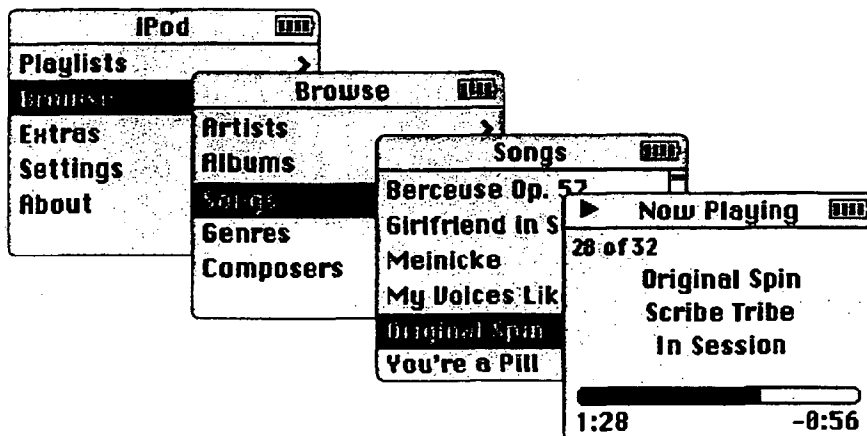 iPod
Playlists >
Browse
Extras
Settings
About
Browse
Artists >
Albums
Songs
Genres
Composers
Songs
Berceuse Op. 57
Girlfriend in S
Meinicke
My Voices Lik
Original Spin
You're a Pill
Now Playing
28 of 32
Original Spin
Scribe Tribe
In Session
1:28 -0:56